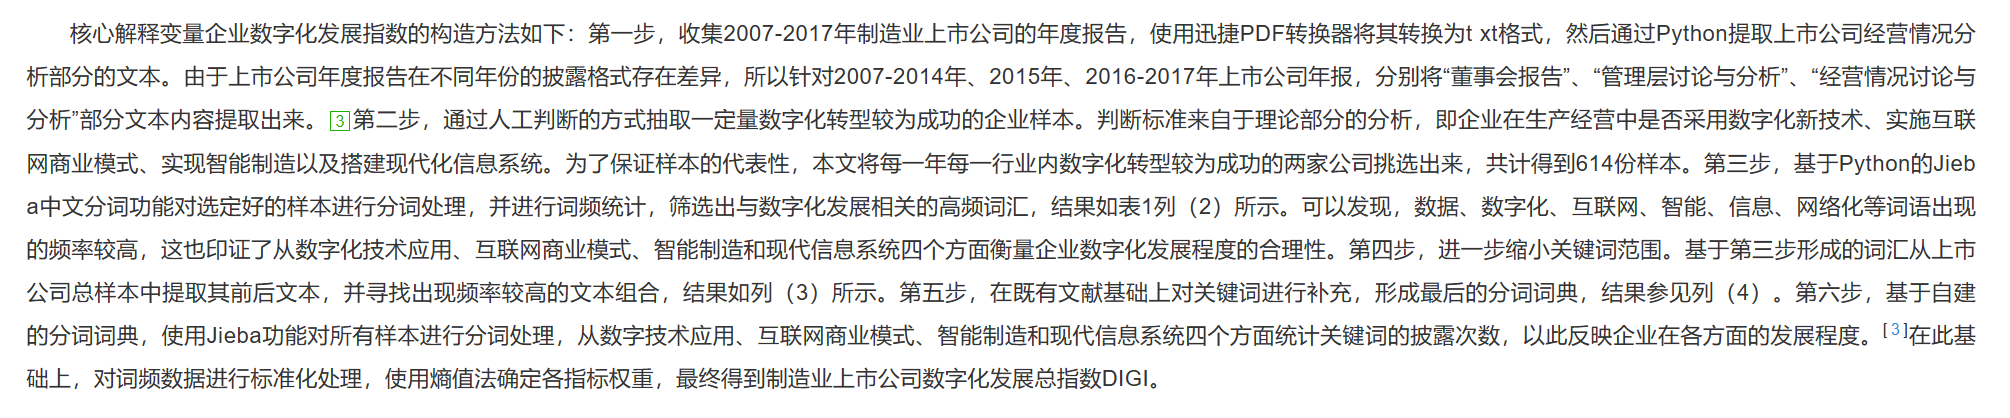 核心解释变量企业数字化发展指数的构造方法如下：第一步，收集2007-2017年制造业上市公司的年度报告，使用迅捷PDF转换器将其转换为t xt格式，然后通过Python提取上市公司经营情况分
析部分的文本。由于上市公司年度报告在不同年份的披露格式存在差异，所以针对2007-2014年、2015年、2016-2017年上市公司年报，分别将“董事会报告”、“管理层讨论与分析”、“经营情况讨论与
分析”部分文本内容提取出来。 3 第二步，通过人工判断的方式抽取一定量数字化转型较为成功的企业样本。判断标准来自于理论部分的分析，即企业在生产经营中是否采用数字化新技术、实施互联
网商业模式、实现智能制造以及搭建现代化信息系统。为了保证样本的代表性，本文将每一年每一行业内数字化转型较为成功的两家公司挑选出来，共计得到614份样本。第三步，基于Python的Jieb
a中文分词功能对选定好的样本进行分词处理，并进行词频统计，筛选出与数字化发展相关的高频词汇，结果如表1列（2）所示。可以发现，数据、数字化、互联网、智能、信息、网络化等词语出现
的频率较高，这也印证了从数字化技术应用、互联网商业模式、智能制造和现代信息系统四个方面衡量企业数字化发展程度的合理性。第四步，进一步缩小关键词范围。基于第三步形成的词汇从上市
公司总样本中提取其前后文本，并寻找出现频率较高的文本组合，结果如列（3）所示。第五步，在既有文献基础上对关键词进行补充，形成最后的分词词典，结果参见列（4）。第六步，基于自建
的分词词典，使用Jieba功能对所有样本进行分词处理，从数字技术应用、互联网商业模式、智能制造和现代信息系统四个方面统计关键词的披露次数，以此反映企业在各方面的发展程度。[3]在此基
础上，对词频数据进行标准化处理，使用熵值法确定各指标权重，最终得到制造业上市公司数字化发展总指数DIGI。